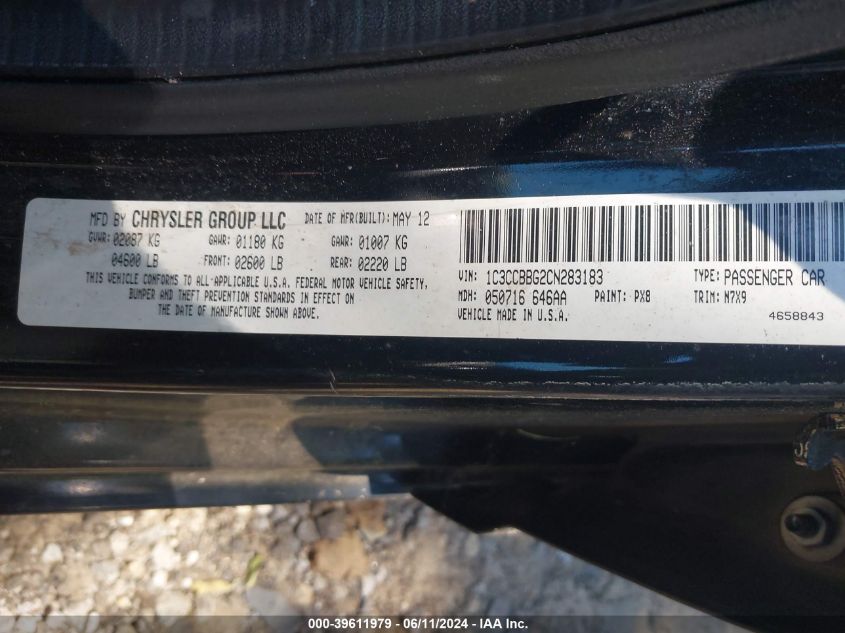 MFD BY CHRYSLER GROUP LLC DATE OF MFR(BUILT): MAY 12
GVWR: 02087 KG GAWR: 01180 KG GAWR: 01007 KG
04600 LB FRONT: 02600 LB REAR: 02220 LB
THIS VEHICLE CONFORMS TO ALL-APPLICABLE U.S.A. FEDERAL MOTOR VEHICLE SAFETY,
BUMPER AND THEFT PREVENTION STANDARDS IN EFFECT ON
THE DATE OF MANUFACTURE SHOWN ABOVE.
VIN: 1C3CCBBG2CN283183 TYPE: PASSENGER CAR
MDH: 050716 646AA PAINT: PX8 TRIM: N7X9
VEHICLE MADE IN U.S.A. 4658843
000-39611979 - 06/11/2024 - IAA Inc.